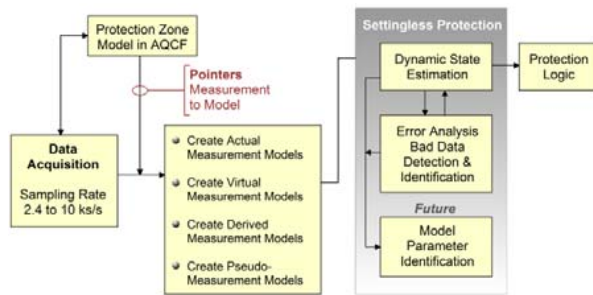 Protection Zone
Model in AQCF
Pointers
Measurement
to Model
Data
Acquisition
Sampling Rate
2.4 to 10 ks/s
Create Actual
Measurement Models
Create Virtual
Measurement Models
Create Derived
Measurement Models
Create Pseudo-
Measurement Models
Settingless Protection
Dynamic State
Estimation
Error Analysis
Bad Data
Detection &
Identification
Future
Model
Parameter
Identification
Protection
Logic